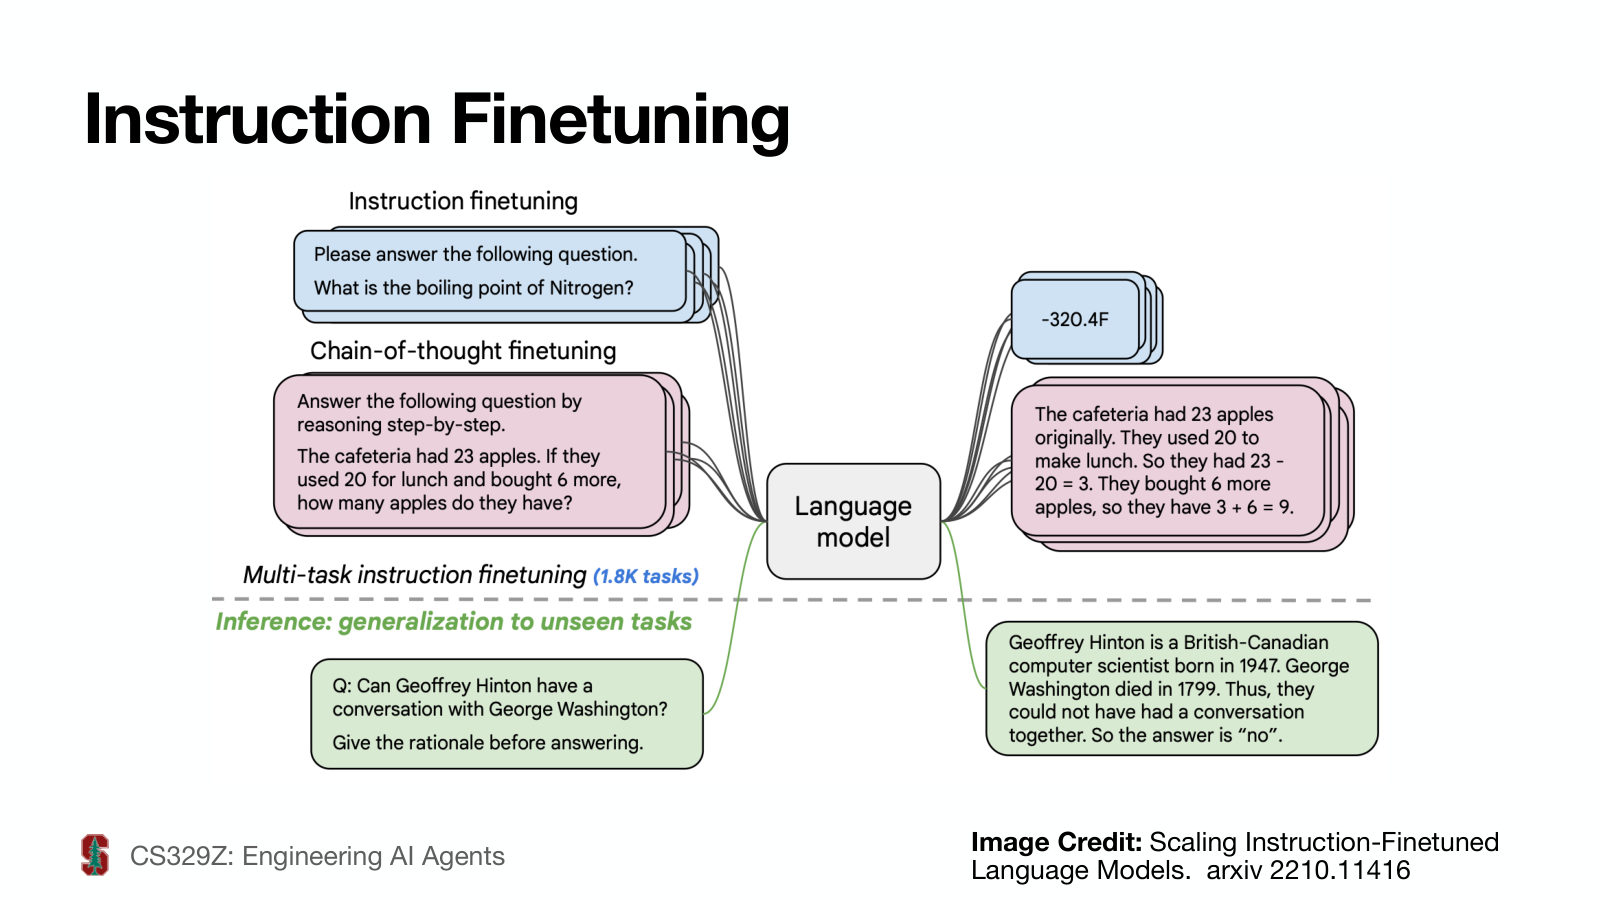 Instruction Finetuning
Instruction finetuning
Please answer the following question.
What is the boiling point of Nitrogen?
-320.4F
Chain-of-thought finetuning
Answer the following question by
reasoning step-by-step.
The cafeteria had 23 apples. If they
used 20 for lunch and bought 6 more,
how many apples do they have?
Language
model
The cafeteria had 23 apples
originally. They used 20 to
make lunch. So they had 23 -
20 = 3. They bought 6 more
apples, so they have 3 + 6 = 9.
Multi-task instruction finetuning (1.8K tasks)
Inference: generalization to unseen tasks
Q: Can Geoffrey Hinton have a
conversation with George Washington?
Give the rationale before answering.
Geoffrey Hinton is a British-Canadian
computer scientist born in 1947. George
Washington died in 1799. Thus, they
could not have had a conversation
together. So the answer is “no”.
CS329Z: Engineering AI Agents
Image Credit: Scaling Instruction-Finetuned
Language Models. arxiv 2210.11416